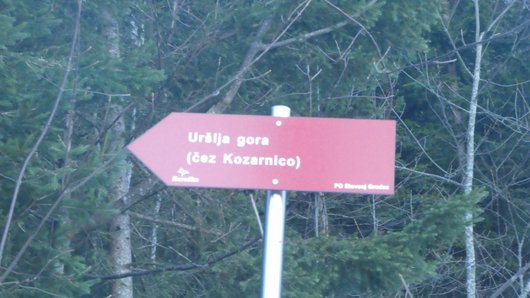 Uršlja gora
(čez Kozarnico)
PD Slovenj Gradec